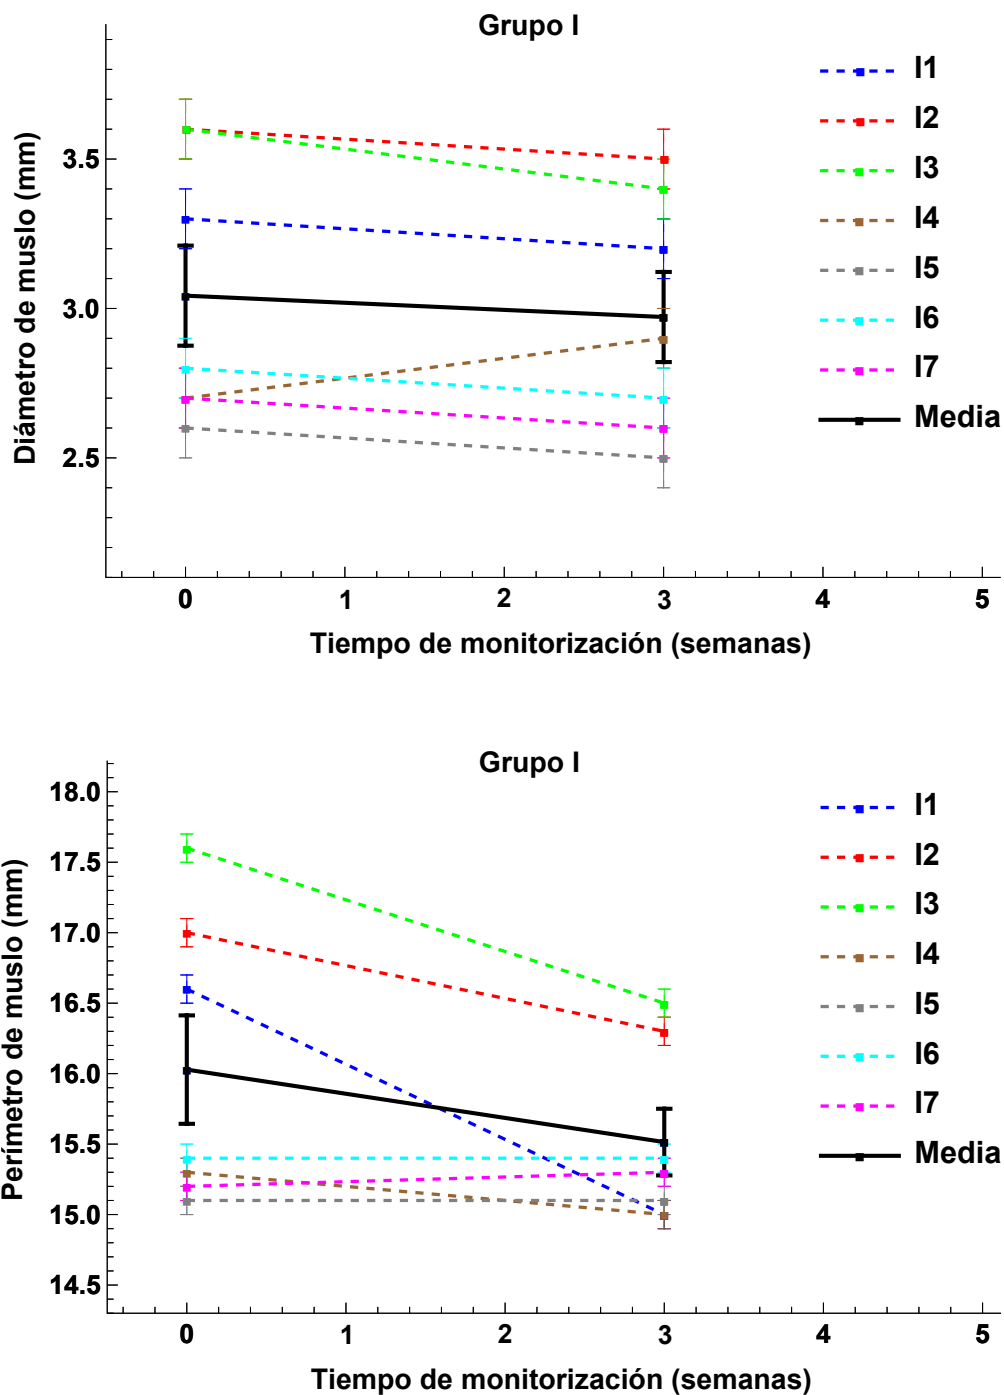 Grupo I
I1
I2
I3
I4
I5
I6
I7
Media
Diámetro de muslo (mm)
3.5
3.0
2.5
0 1 2 3 4 5
Tiempo de monitorización (semanas)
Grupo I
I1
I2
I3
I4
I5
I6
I7
Media
Perímetro de muslo (mm)
18.0
17.5
17.0
16.5
16.0
15.5
15.0
14.5
0 1 2 3 4 5
Tiempo de monitorización (semanas)